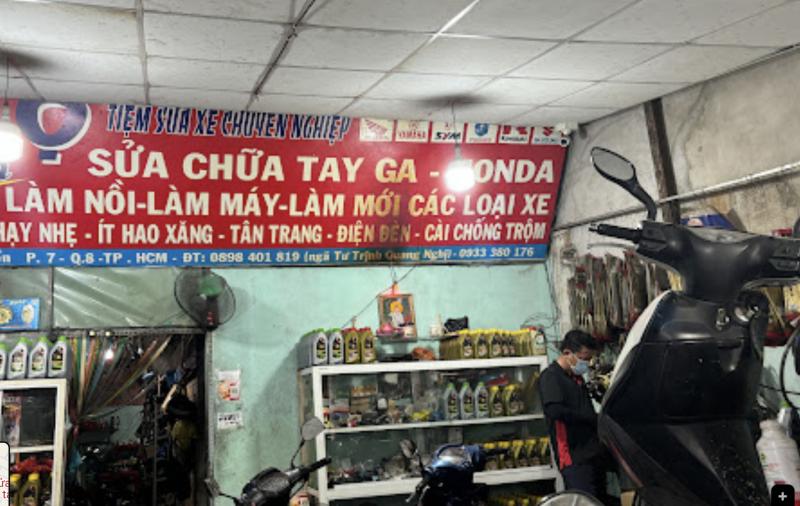 TIỆM SỬA XE CHUYÊN NGHIỆP
YAMAHA SYM
SỬA CHỮA TAY GA - HONDA
LÀM NỒI-LÀM MÁY-LÀM MỚI CÁC LOẠI XE
HẠY NHẸ - ÍT HAO XĂNG - TÂN TRANG - ĐIỆN ĐÈN - CÀI CHỐNG TRỘM
P. 7 - Q.8 -TP . HCM - ĐT: 0898 401 819 (ngã Tư Trịnh Quang Nghị) - 0933 380 176